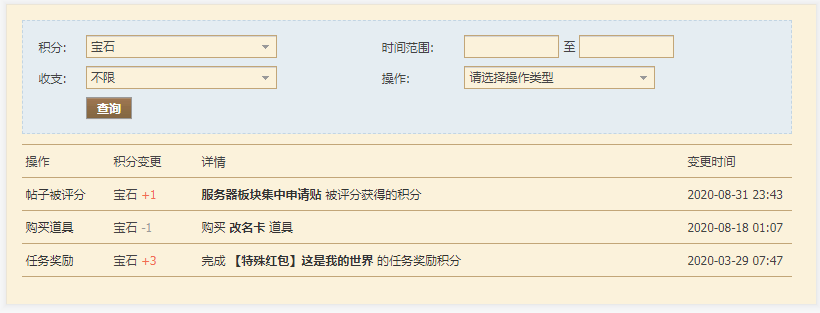 积分: 宝石 时间范围: 至
收支: 不限 操作: 请选择操作类型
查询
操作 积分变更 详情 变更时间
帖子被评分 宝石 +1 服务器板块集中申请贴 被评分获得的积分 2020-08-31 23:43
购买道具 宝石 -1 购买 改名卡 道具 2020-08-18 01:07
任务奖励 宝石 +3 完成 【特殊红包】这是我的世界 的任务奖励积分 2020-03-29 07:47